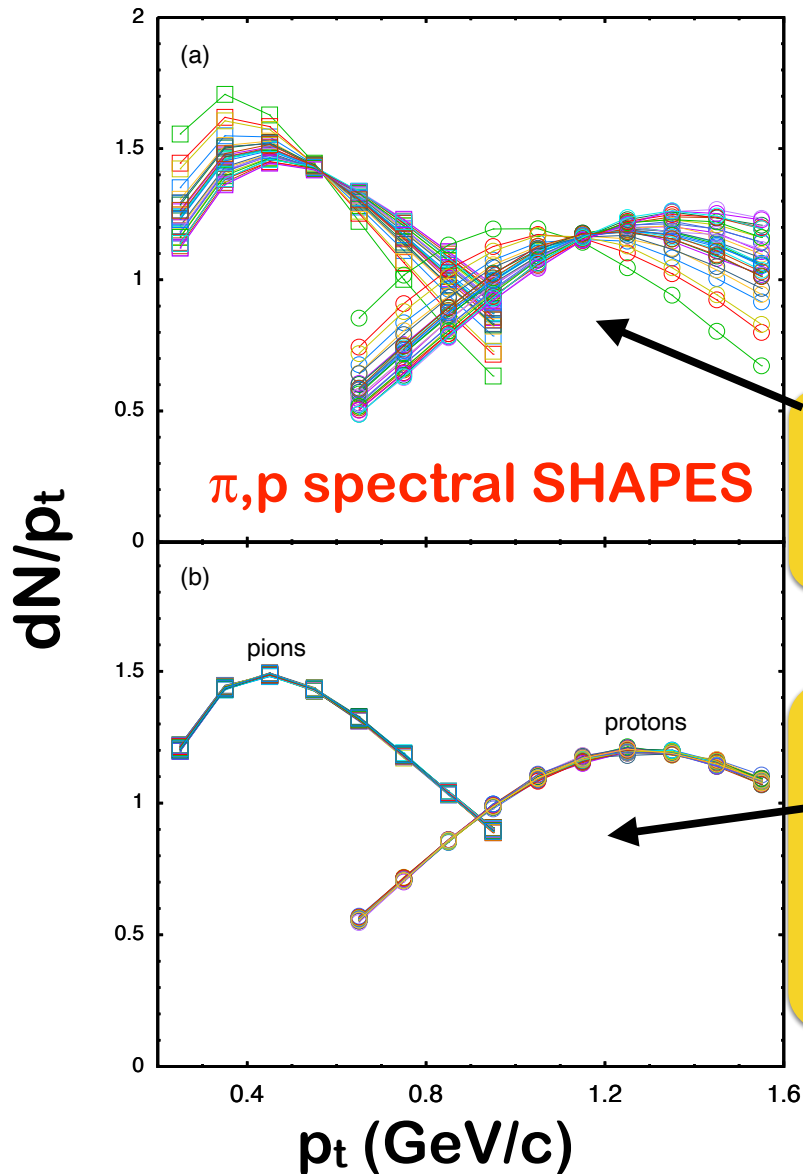 2
(a)
1.5
1
0.5
π,p spectral SHAPES
0
dN/pt
(b)
pions
1.5
protons
1
0.5
0
0.4 0.8 1.2 1.6
pt (GeV/c)